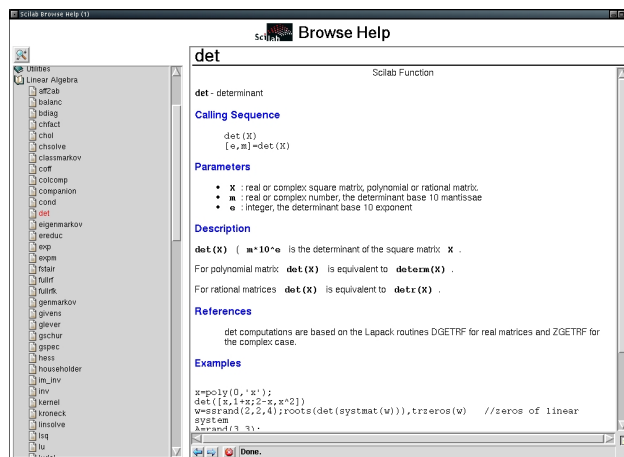 Scilab Browse Help (1)
Scilab Browse Help
det
Utilities
Linear Algebra
aff2ab
balanc
bdiag
chfact
chol
chsolve
classmarkov
coff
colcomp
companion
cond
det
eigenmarkov
ereduc
exp
expm
fstair
fullrf
fullrfk
genmarkov
givens
glever
gschur
gspec
hess
householder
im_inv
inv
kernel
kroneck
linsolve
lsq
lu
Scilab Function
det - determinant
Calling Sequence
det(X)
[e,m]=det(X)
Parameters
X : real or complex square matrix, polynomial or rational matrix.
m : real or complex number, the determinant base 10 mantissae
e : integer, the determinant base 10 exponent
Description
det(X) ( m*10^e is the determinant of the square matrix X .
For polynomial matrix det(X) is equivalent to determ(X) .
For rational matrices det(X) is equivalent to detr(X) .
References
det computations are based on the Lapack routines DGETRF for real matrices and ZGETRF for
the complex case.
Examples
x=poly(0,'x');
det([x,1+x;2-x,x^2])
w=ssrand(2,2,4);roots(det(systmat(w))),trzeros(w) //zeros of linear
system
A=rand(3,3);
Done.